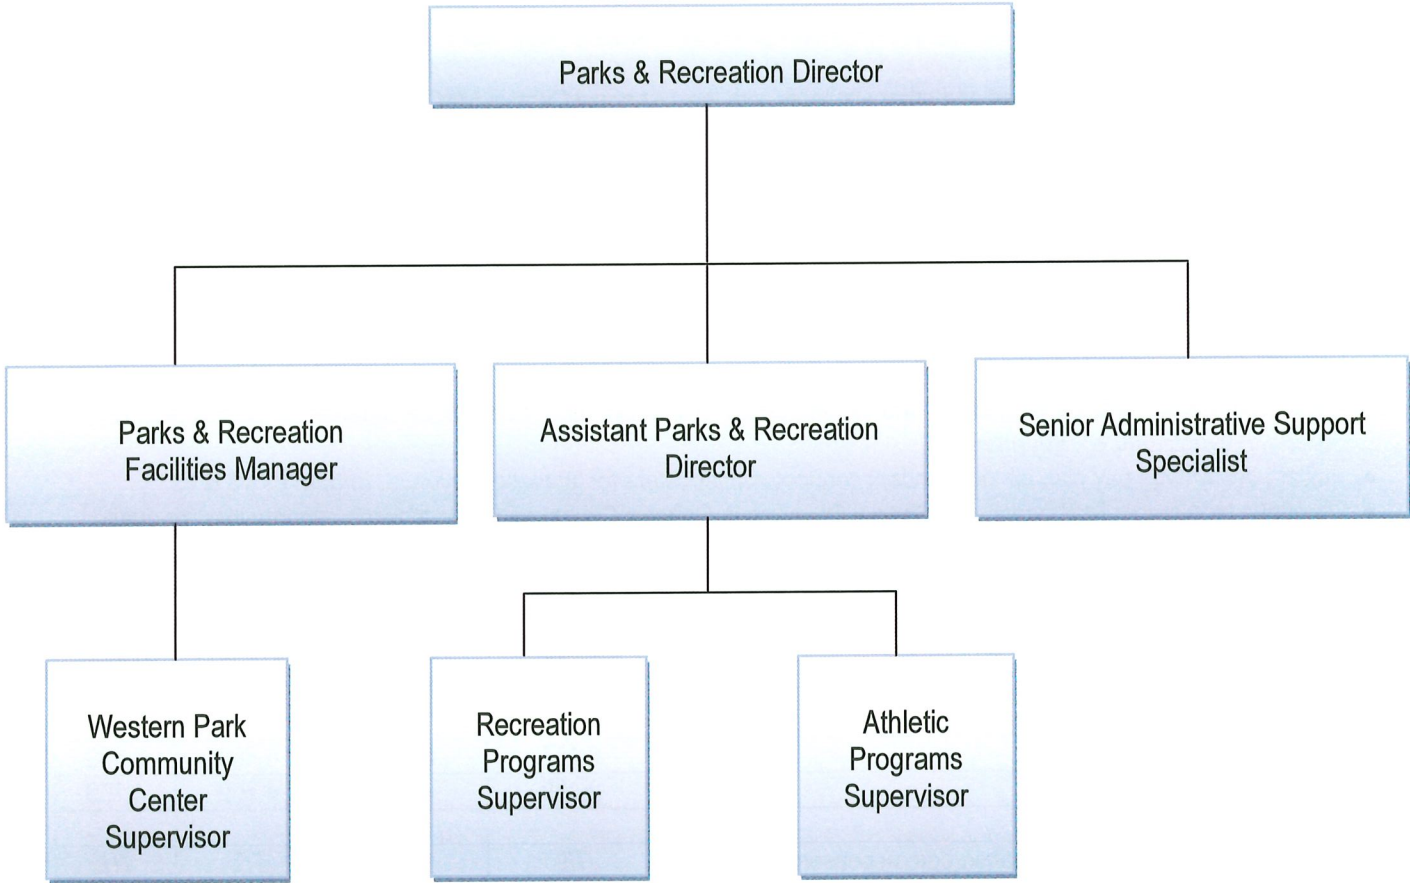 Parks & Recreation Director
Parks & Recreation
Facilities Manager
Assistant Parks & Recreation
Director
Senior Administrative Support
Specialist
Western Park
Community
Center
Supervisor
Recreation
Programs
Supervisor
Athletic
Programs
Supervisor